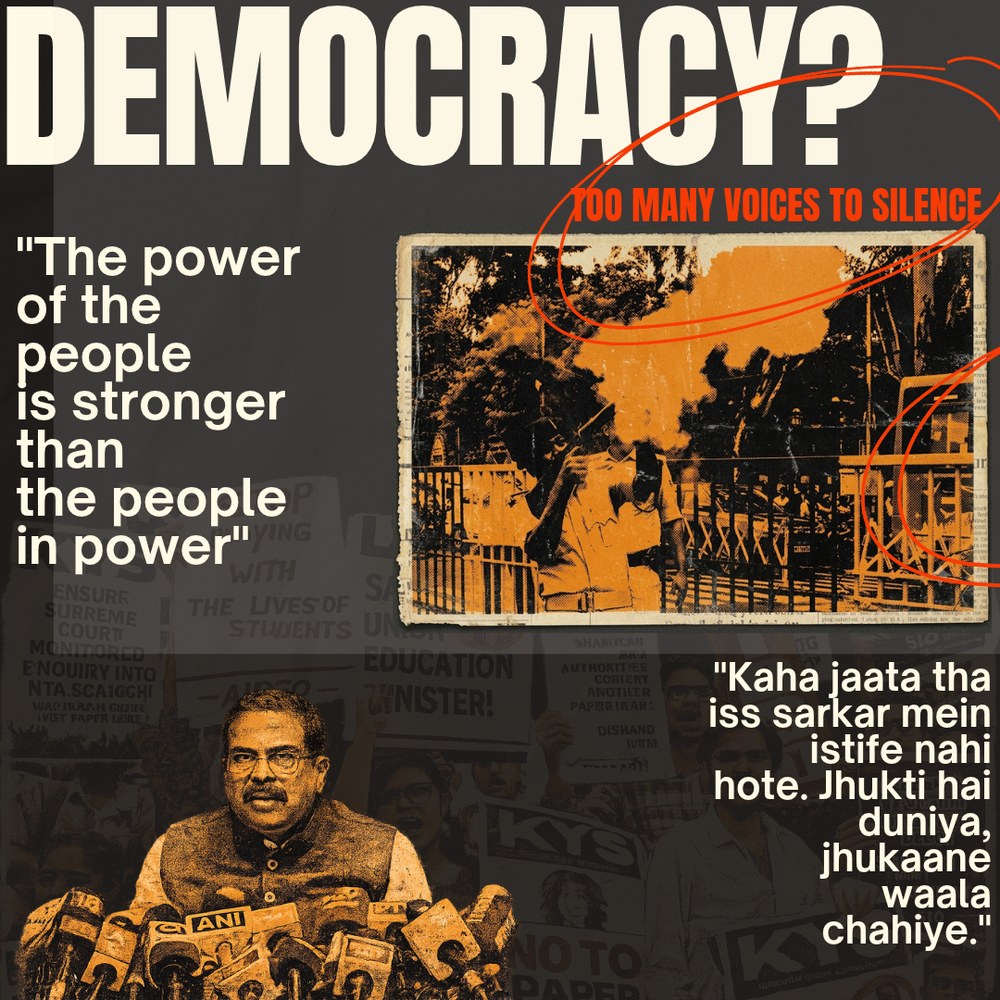 DEMOCRACY?
TOO MANY VOICES TO SILENCE
"The power
of the
people
is stronger
than
the people
in power"
WITH
THE LIVES OF
STUDENTS
ENSURE
SUPREME
COURT
MONITORED
ENQUIRY INTO
EDUCATION
MINISTER!
"Kaha jaata tha
iss sarkar mein
istife nahi
hote. Jhukti hai
duniya,
jhukaane
waala
chahiye."
KYS
ANI
NO TO
PAPER